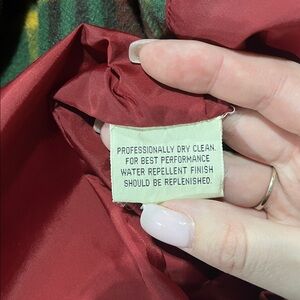 PROFESSIONALLY DRY CLEAN.
FOR BEST PERFORMANCE
WATER REPELLENT FINISH
SHOULD BE REPLENISHED.